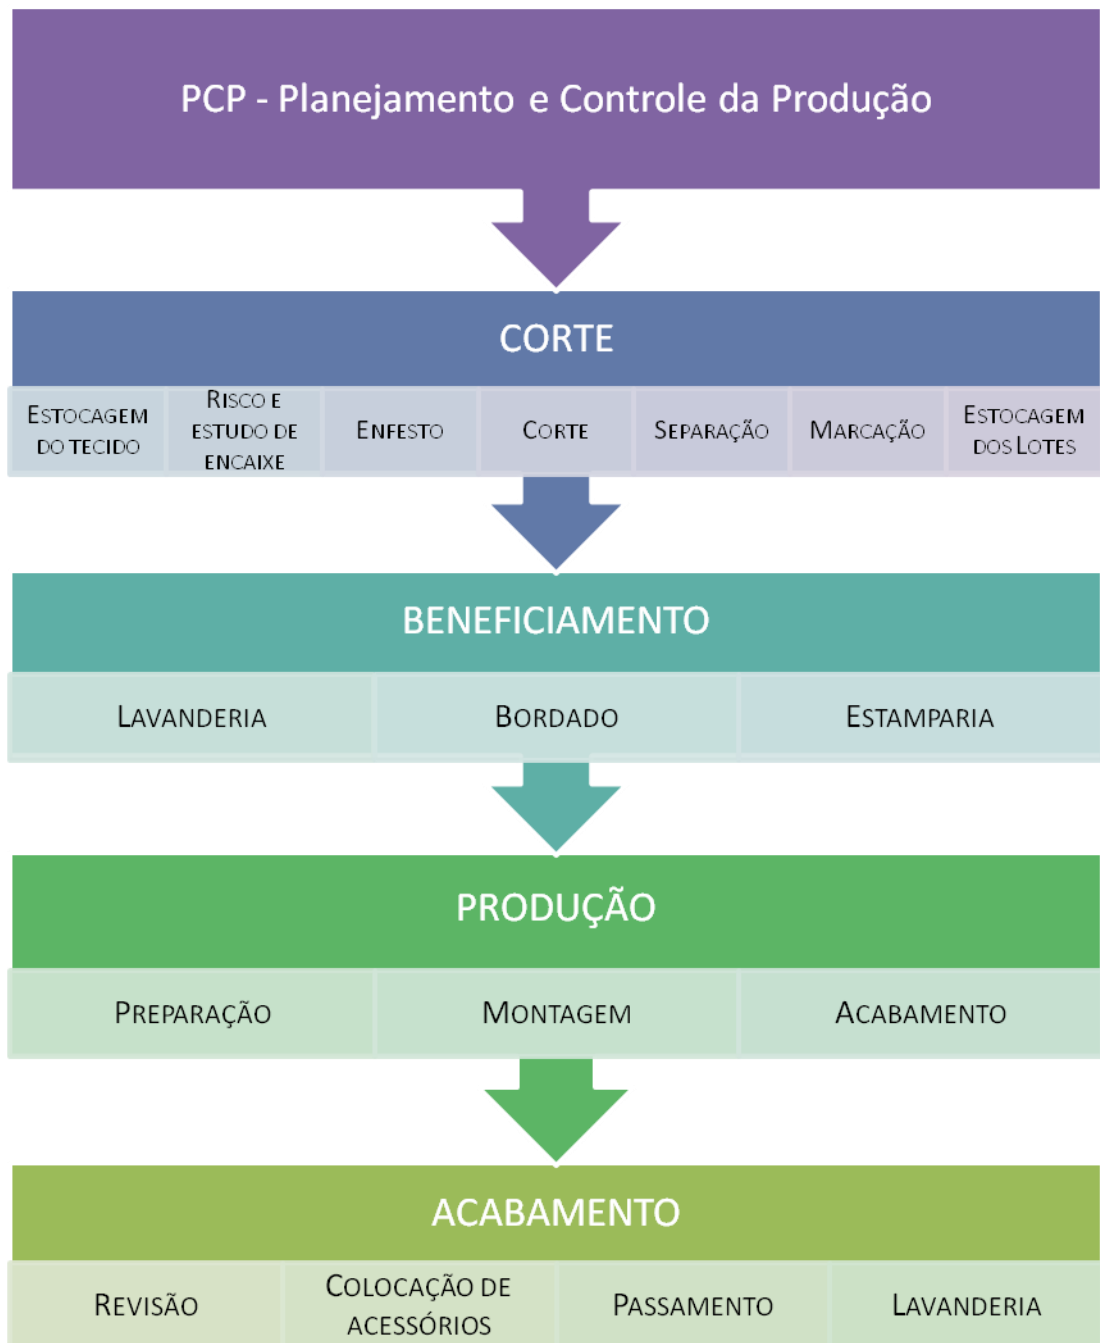 PCP - Planejamento e Controle da Produção
CORTE
ESTOCAGEM
DO TECIDO
RISCO E
ESTUDO DE
ENCAIXE
ENFESTO
CORTE
SEPARAÇÃO
MARCAÇÃO
ESTOCAGEM
DOS LOTES
BENEFICIAMENTO
LAVANDERIA
BORDADO
ESTAMPARIA
PRODUÇÃO
PREPARAÇÃO
MONTAGEM
ACABAMENTO
ACABAMENTO
REVISÃO
COLOCAÇÃO DE
ACESSÓRIOS
PASSAMENTO
LAVANDERIA